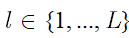 l ∈ {1, ..., L}